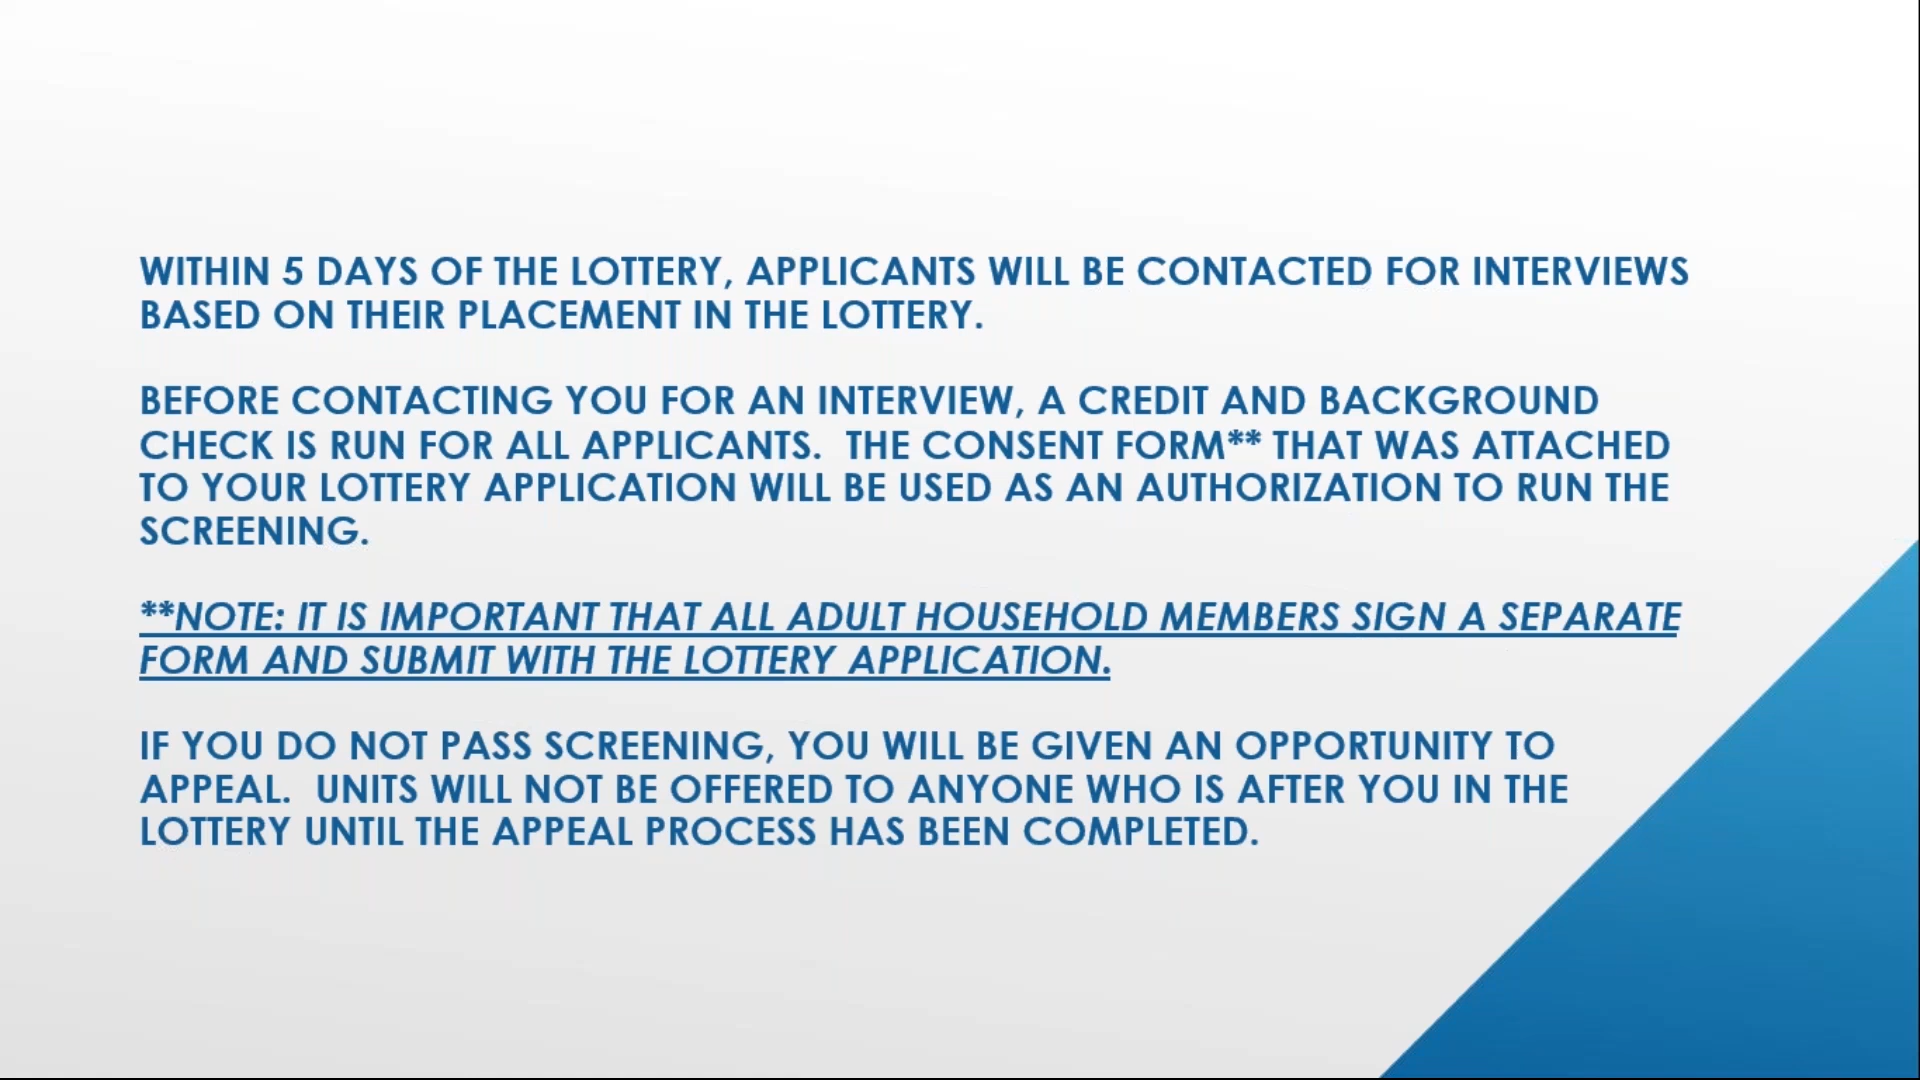 WITHIN 5 DAYS OF THE LOTTERY, APPLICANTS WILL BE CONTACTED FOR INTERVIEWS
BASED ON THEIR PLACEMENT IN THE LOTTERY.
BEFORE CONTACTING YOU FOR AN INTERVIEW, A CREDIT AND BACKGROUND
CHECK IS RUN FOR ALL APPLICANTS.  THE CONSENT FORM** THAT WAS ATTACHED
TO YOUR LOTTERY APPLICATION WILL BE USED AS AN AUTHORIZATION TO RUN THE
SCREENING.
**NOTE: IT IS IMPORTANT THAT ALL ADULT HOUSEHOLD MEMBERS SIGN A SEPARATE
FORM AND SUBMIT WITH THE LOTTERY APPLICATION.
IF YOU DO NOT PASS SCREENING, YOU WILL BE GIVEN AN OPPORTUNITY TO
APPEAL.  UNITS WILL NOT BE OFFERED TO ANYONE WHO IS AFTER YOU IN THE
LOTTERY UNTIL THE APPEAL PROCESS HAS BEEN COMPLETED.